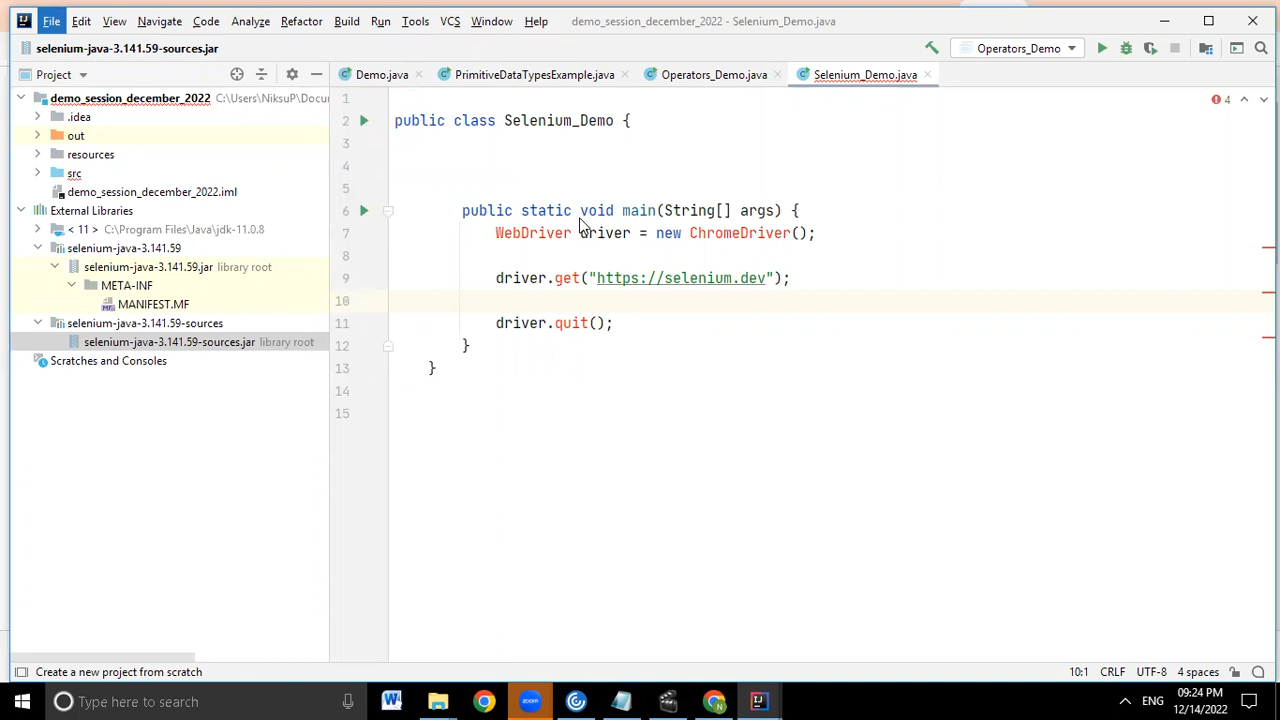 File Edit View Navigate Code Analyze Refactor Build Run Tools VCS Window Help demo_session_december_2022 - Selenium_Demo.java
selenium-java-3.141.59-sources.jar Operators_Demo
Project Demo.java PrimitiveDataTypesExample.java Operators_Demo.java Selenium_Demo.java
demo_session_december_2022 C:\Users\NiksuP\Docu
.idea
out
resources
src
demo_session_december_2022.iml
External Libraries
< 11 > C:\Program Files\Java\jdk-11.0.8
selenium-java-3.141.59
selenium-java-3.141.59.jar library root
META-INF
MANIFEST.MF
selenium-java-3.141.59-sources
selenium-java-3.141.59-sources.jar library root
Scratches and Consoles
4
1
2 public class Selenium_Demo {
3
4
5
6 public static void main(String[] args) {
7 WebDriver driver = new ChromeDriver();
8
9 driver.get("https://selenium.dev");
10
11 driver.quit();
12 }
13 }
14
15
Create a new project from scratch 10:1 CRLF UTF-8 4 spaces
Type here to search W zoom N ENG 09:24 PM
12/14/2022